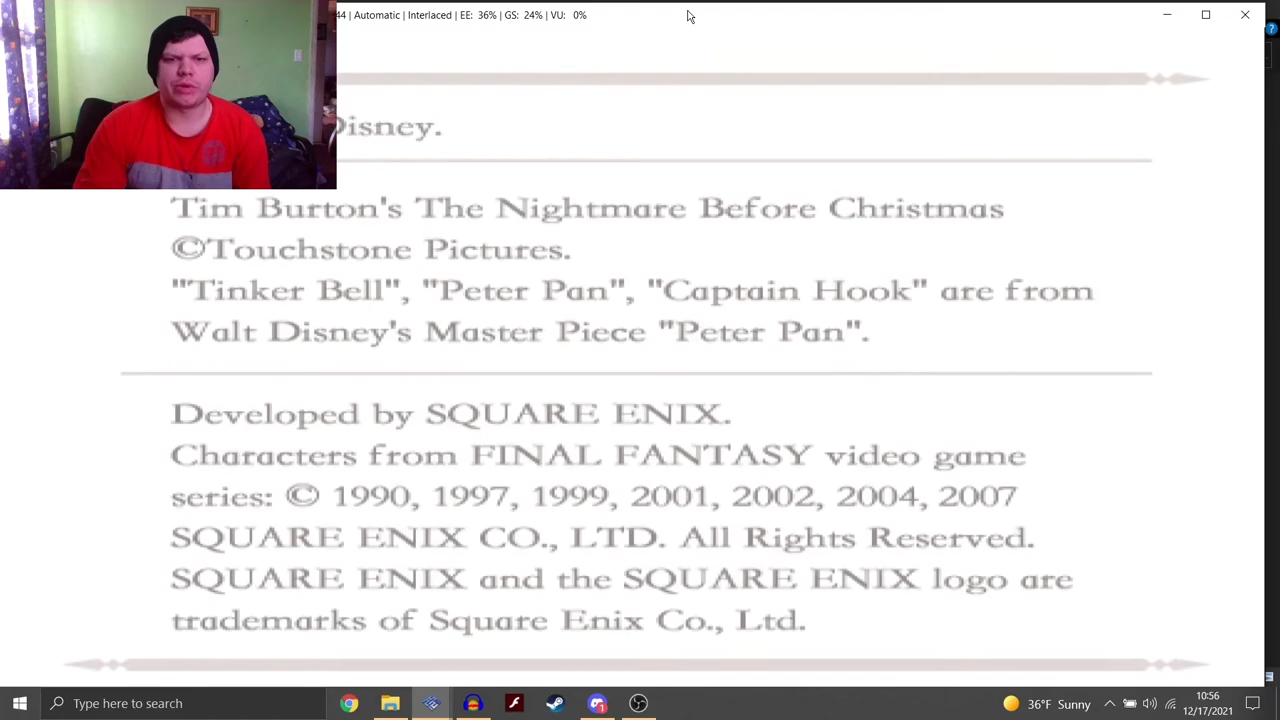 44 | Automatic | Interlaced | EE: 36% | GS: 24% | VU: 0%
Disney.
Tim Burton's The Nightmare Before Christmas
©Touchstone Pictures.
"Tinker Bell", "Peter Pan", "Captain Hook" are from
Walt Disney's Master Piece "Peter Pan".
Developed by SQUARE ENIX.
Characters from FINAL FANTASY video game
series: © 1990, 1997, 1999, 2001, 2002, 2004, 2007
SQUARE ENIX CO., LTD. All Rights Reserved.
SQUARE ENIX and the SQUARE ENIX logo are
trademarks of Square Enix Co., Ltd.
Type here to search
36°F Sunny
10:56
12/17/2021